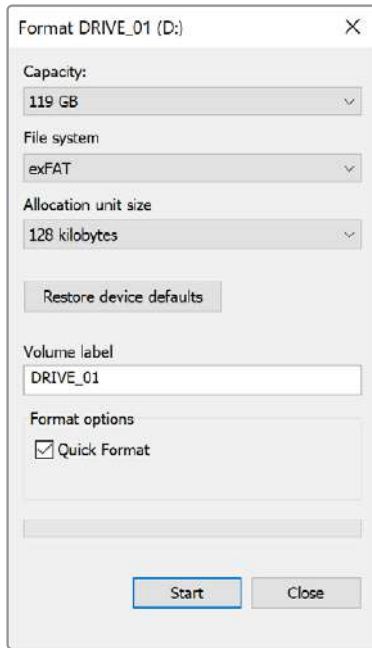 Format DRIVE_01 (D:)
Capacity:
119 GB
File system
exFAT
Allocation unit size
128 kilobytes
Restore device defaults
Volume label
DRIVE_01
Format options
Quick Format
Start Close